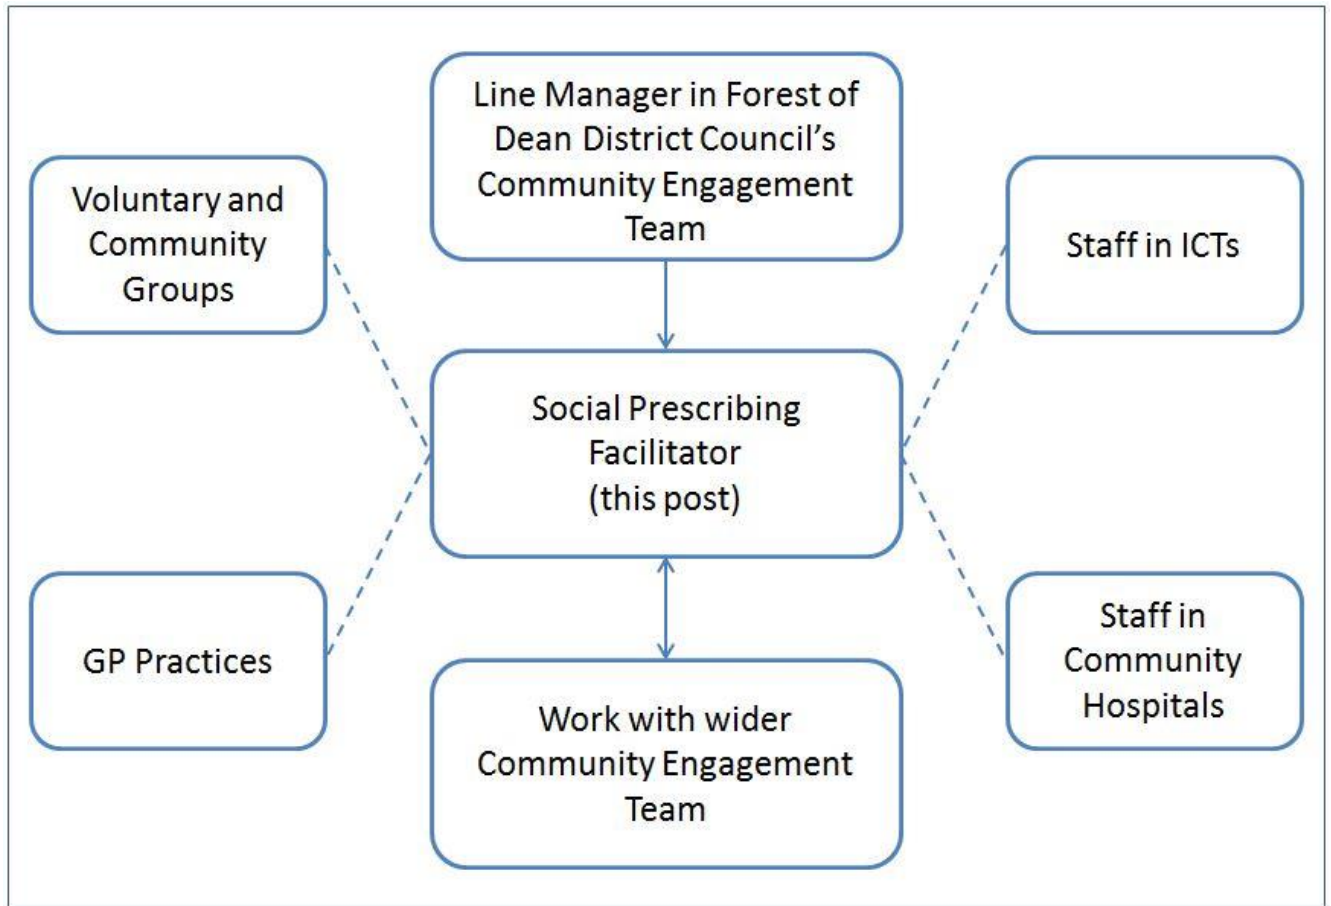 Line Manager in Forest of
Dean District Council’s
Community Engagement
Team
Voluntary and
Community
Groups
Staff in ICTs
Social Prescribing
Facilitator
(this post)
GP Practices
Staff in
Community
Hospitals
Work with wider
Community Engagement
Team